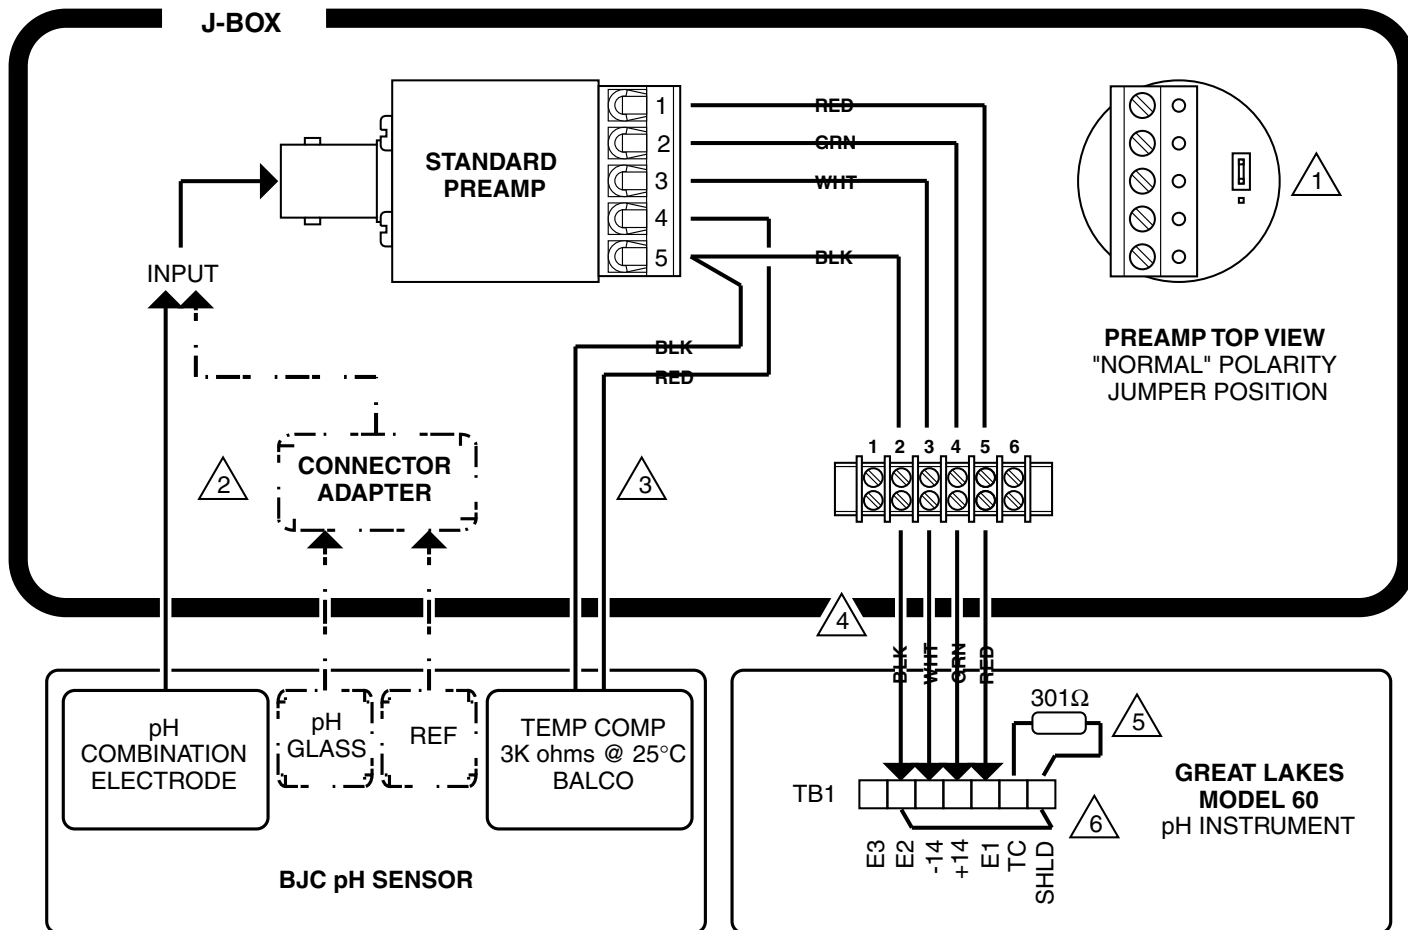 J-BOX
STANDARD
PREAMP
1
2
3
4
5
RED
GRN
WHT
BLK
1
INPUT
PREAMP TOP VIEW
"NORMAL" POLARITY
JUMPER POSITION
BLK
RED
2
CONNECTOR
ADAPTER
3
1 2 3 4 5 6
4
BLK
WHT
GRN
RED
pH
COMBINATION
ELECTRODE
pH
GLASS
REF
TEMP COMP
3K ohms @ 25°C
BALCO
BJC pH SENSOR
301Ω
5
TB1
6
E3
E2
-14
+14
E1
TC
SHLD
GREAT LAKES
MODEL 60
pH INSTRUMENT